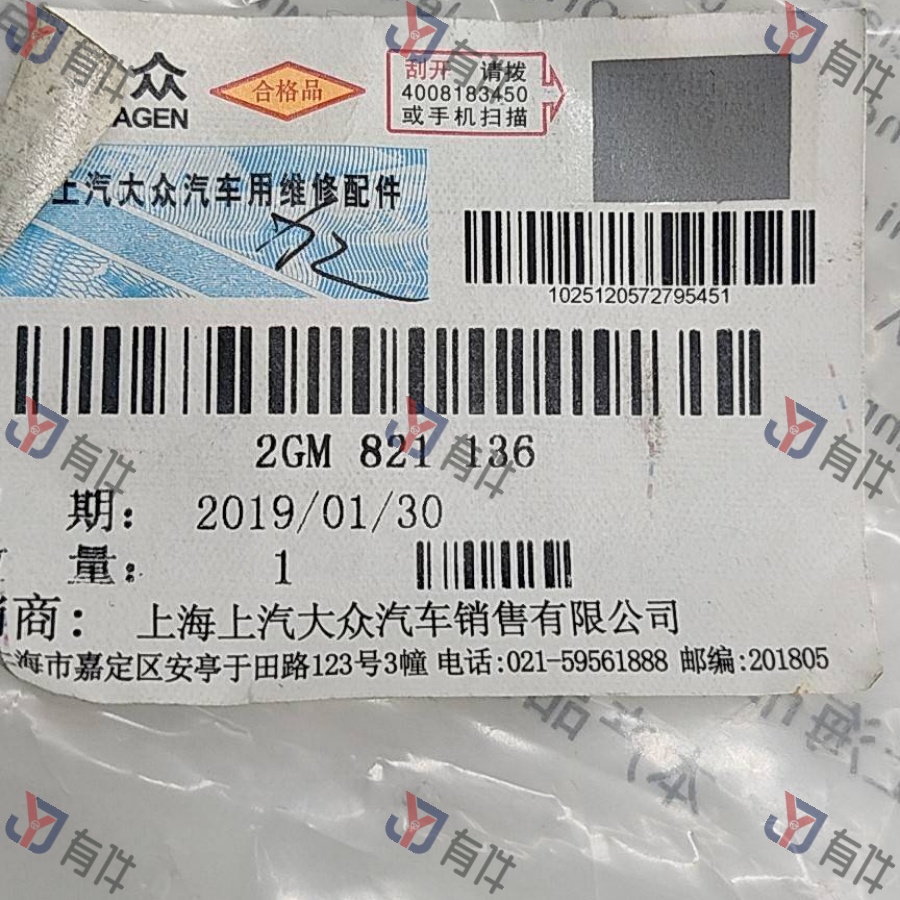 众
AGEN
合格品
刮开 请拨
4008183450
或手机扫描
上汽大众汽车用维修配件
1025120572795451
2GM 821 136
期: 2019/01/30
量: 1
商: 上海上汽大众汽车销售有限公司
海市嘉定区安亭于田路123号3幢 电话:021-59561888 邮编:201805
有件